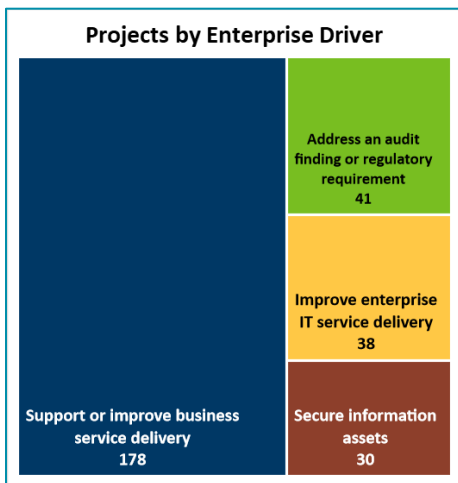 Projects by Enterprise Driver
Address an audit
finding or regulatory
requirement
41
Improve enterprise
IT service delivery
38
Support or improve business
service delivery
178
Secure information
assets
30